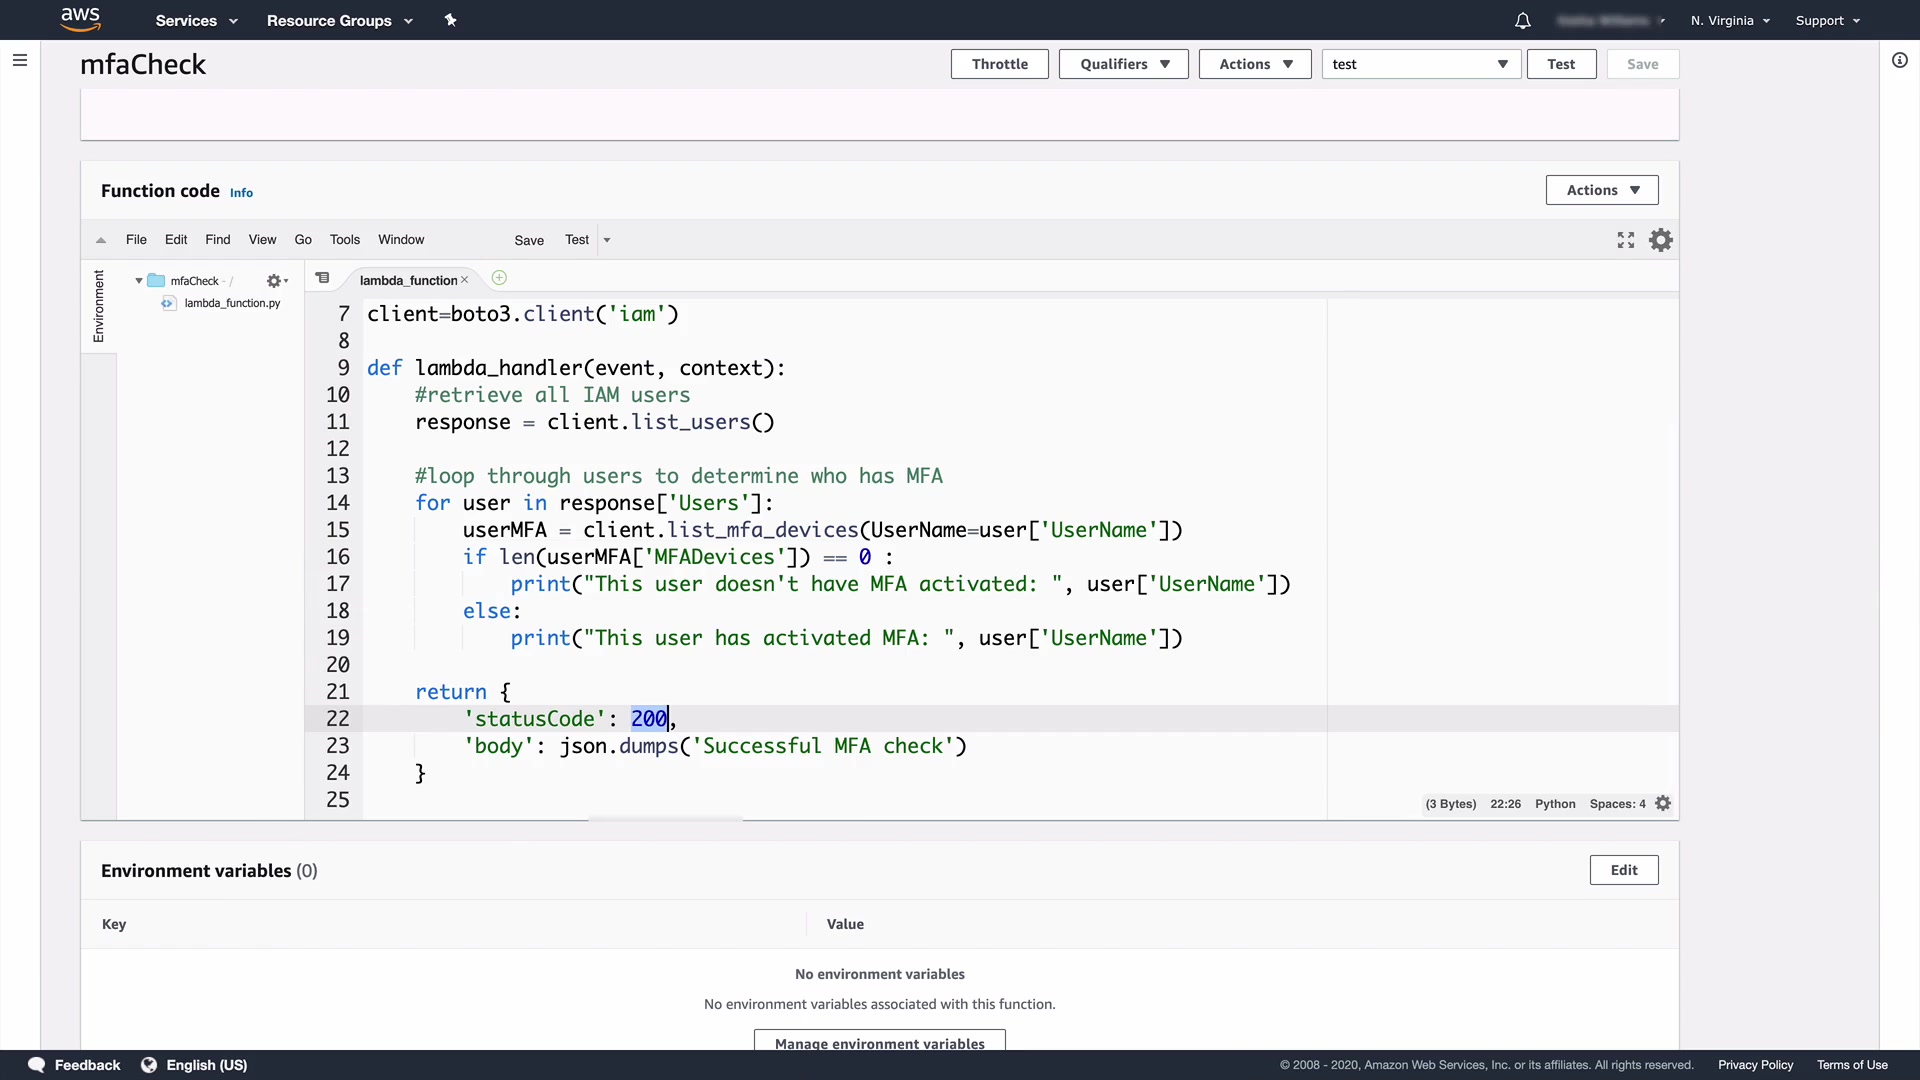 aws Services Resource Groups N. Virginia Support
mfaCheck Throttle Qualifiers Actions test Test Save
Function code Info Actions
File Edit Find View Go Tools Window Save Test
Environment
mfaCheck - /
lambda_function.py
lambda_function
7 client=boto3.client('iam')
8
9 def lambda_handler(event, context):
10 #retrieve all IAM users
11 response = client.list_users()
12
13 #loop through users to determine who has MFA
14 for user in response['Users']:
15 userMFA = client.list_mfa_devices(UserName=user['UserName'])
16 if len(userMFA['MFADevices']) == 0 :
17 print("This user doesn't have MFA activated: ", user['UserName'])
18 else:
19 print("This user has activated MFA: ", user['UserName'])
20
21 return {
22 'statusCode': 200,
23 'body': json.dumps('Successful MFA check')
24 }
25
(3 Bytes) 22:26 Python Spaces: 4
Environment variables (0) Edit
Key Value
No environment variables
No environment variables associated with this function.
Manage environment variables
Feedback English (US) © 2008 - 2020, Amazon Web Services, Inc. or its affiliates. All rights reserved. Privacy Policy Terms of Use